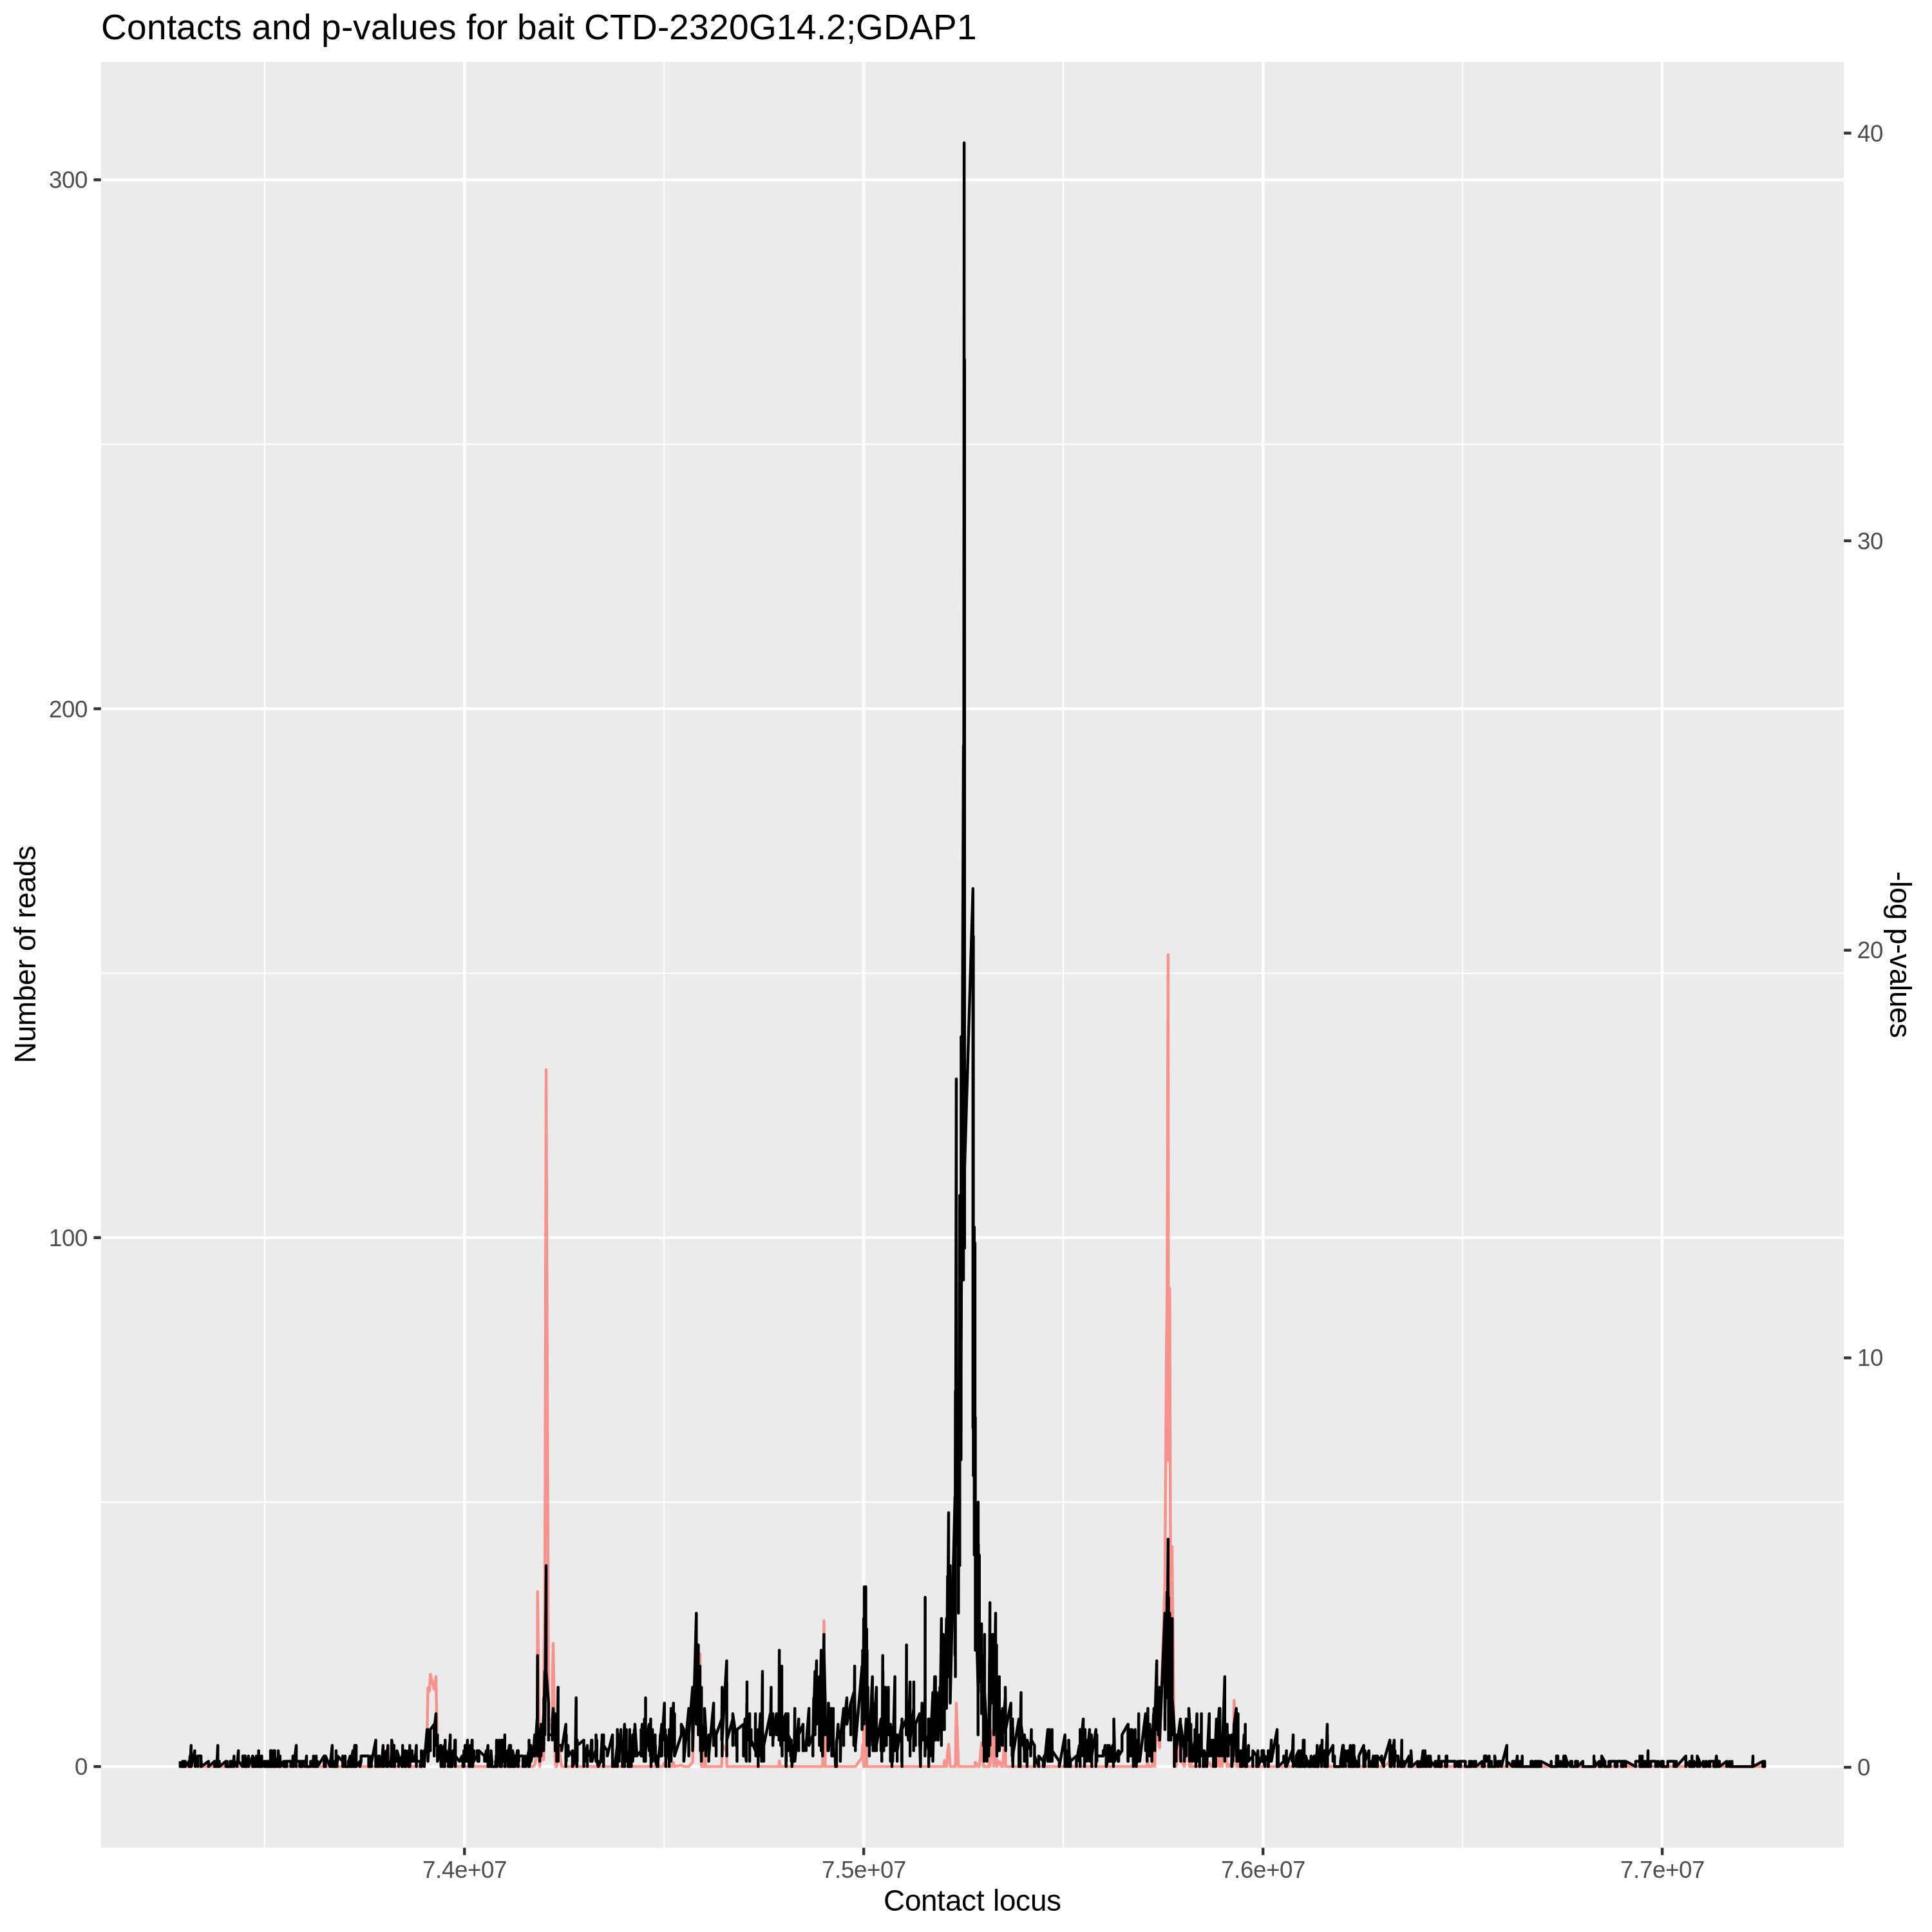 Contacts and p-values for bait CTD-2320G14.2;GDAP1
300
200
100
0
Number of reads
40
30
20
10
0
-log p-values
7.4e+07
7.5e+07
7.6e+07
7.7e+07
Contact locus